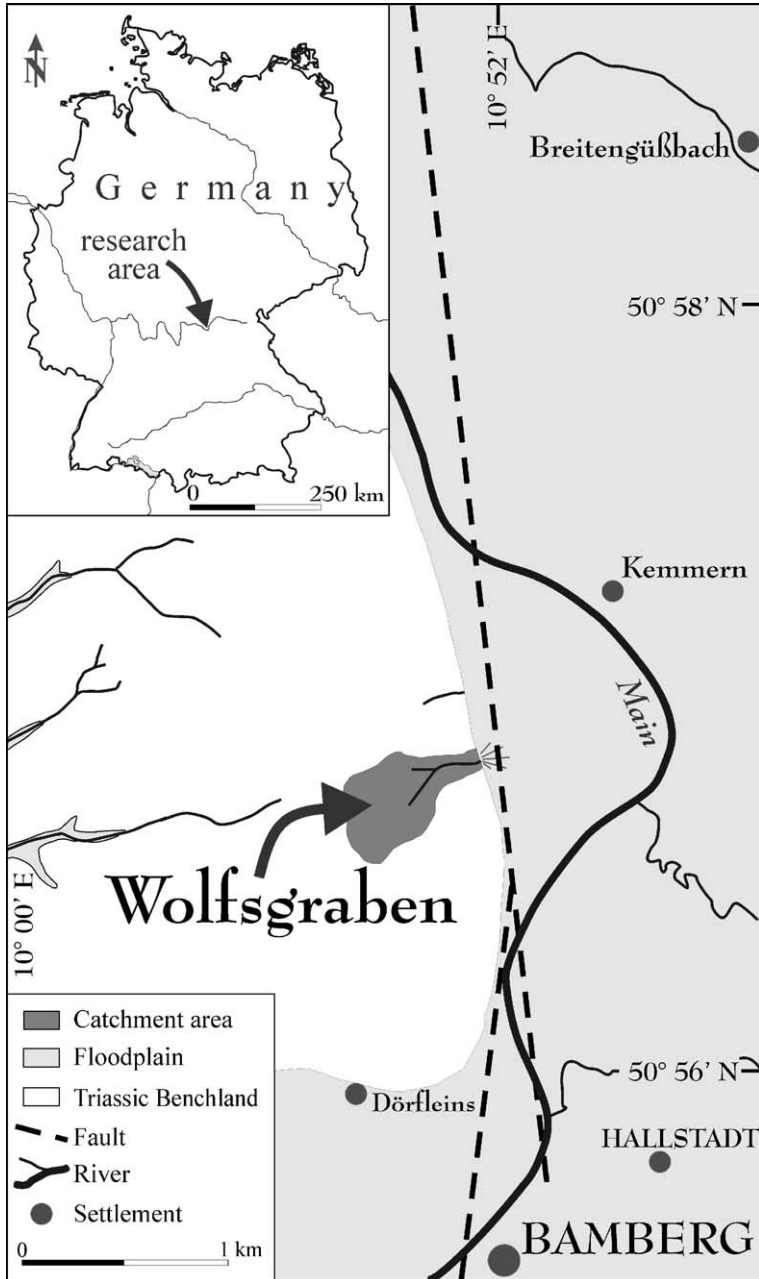 N
Germany
research
area
0 250 km
10° 52' E
Breitengüßbach
50° 58' N
Kemmern
Main
Wolfsgraben
10° 00' E
Catchment area
Floodplain
Triassic Benchland
Fault
River
Settlement
0 1 km
Dörfleins
50° 56' N
HALLSTADT
BAMBERG